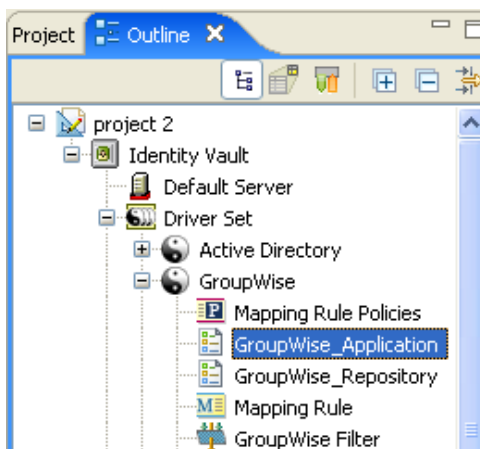 Project Outline
project 2
Identity Vault
Default Server
Driver Set
Active Directory
GroupWise
P Mapping Rule Policies
GroupWise_Application
GroupWise_Repository
M Mapping Rule
GroupWise Filter